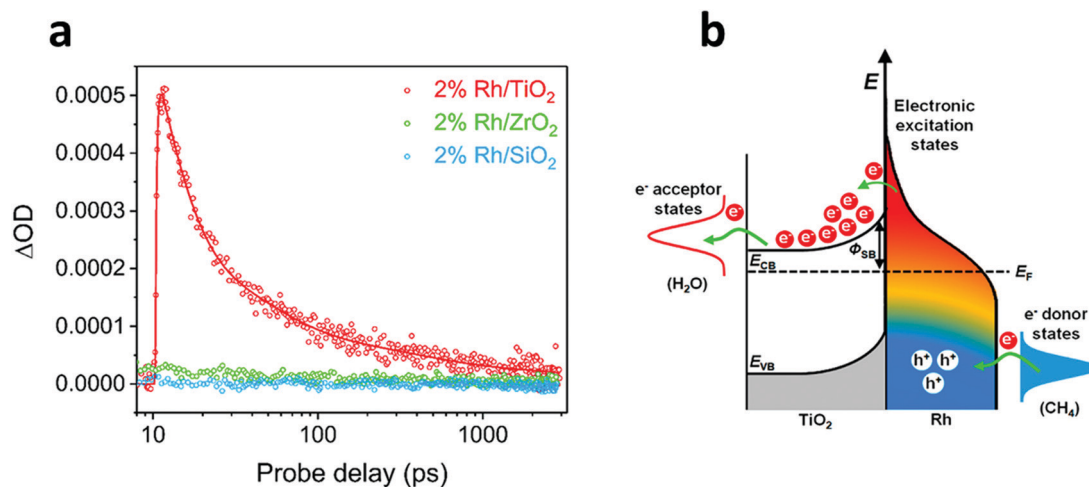 a
2% Rh/TiO₂
2% Rh/ZrO₂
2% Rh/SiO₂
0.0005
0.0004
0.0003
0.0002
0.0001
0.0000
ΔOD
10
100
1000
Probe delay (ps)
b
E
Electronic
excitation
states
e⁻ acceptor
states
e⁻
e⁻
e⁻
e⁻
e⁻
e⁻
e⁻
e⁻
e⁻
e⁻
ΦSB
ECB
EF
(H₂O)
e⁻ donor
states
e⁻
EVB
h⁺
h⁺
h⁺
(CH₄)
TiO₂
Rh